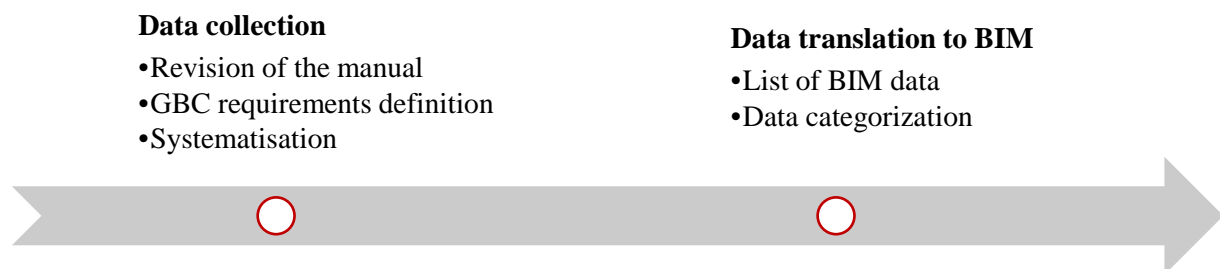 Data collection
•Revision of the manual
•GBC requirements definition
•Systematisation
Data translation to BIM
•List of BIM data
•Data categorization